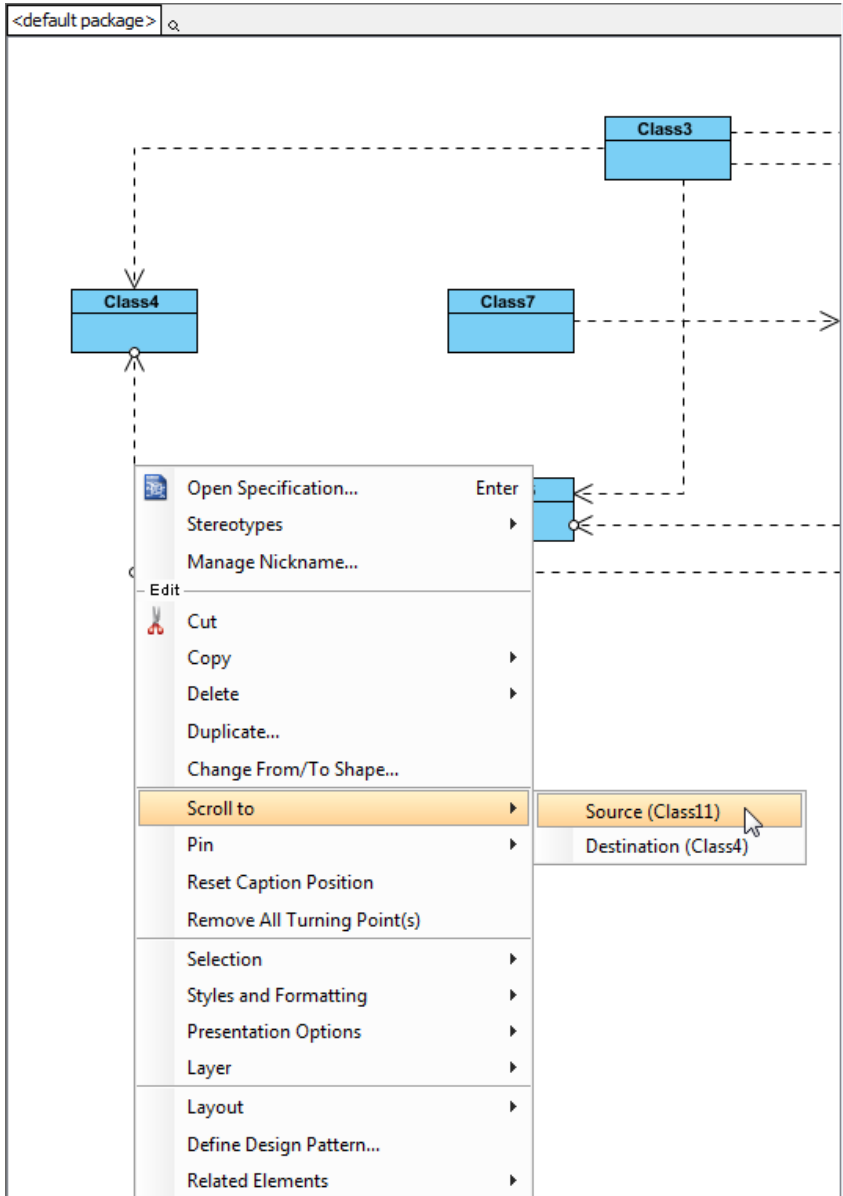 <default package>
Class3
Class4
Class7
Open Specification... Enter
Stereotypes
Manage Nickname...
Edit
Cut
Copy
Delete
Duplicate...
Change From/To Shape...
Scroll to
Source (Class11)
Pin
Destination (Class4)
Reset Caption Position
Remove All Turning Point(s)
Selection
Styles and Formatting
Presentation Options
Layer
Layout
Define Design Pattern...
Related Elements